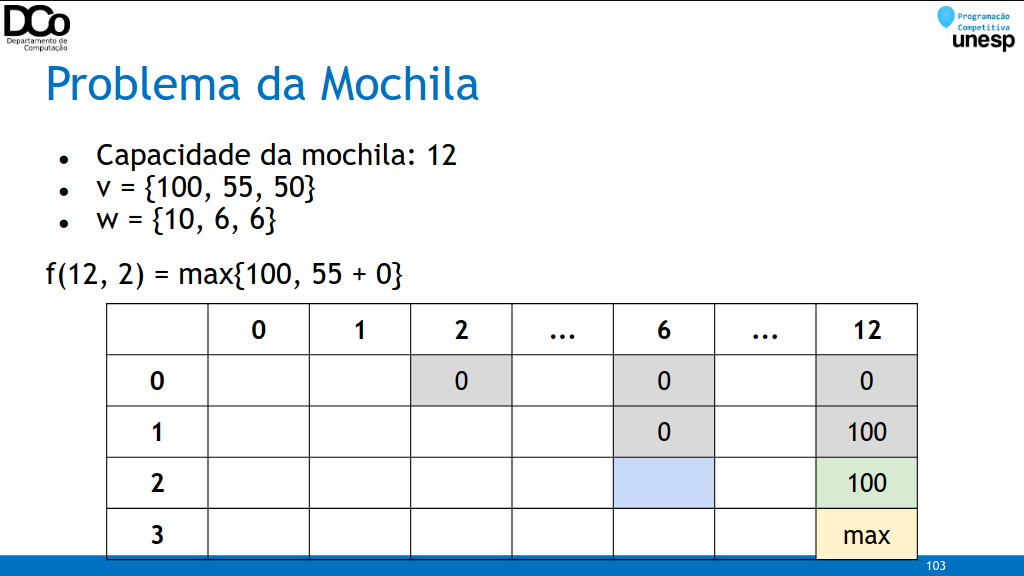 DCo
Departamento de
Computação
Programação
Competitiva
unesp
Problema da Mochila
● Capacidade da mochila: 12
● v = {100, 55, 50}
● w = {10, 6, 6}
f(12, 2) = max{100, 55 + 0}
0 1 2 ... 6 ... 12
0 0 0 0
1 0 100
2 100
3 max
103